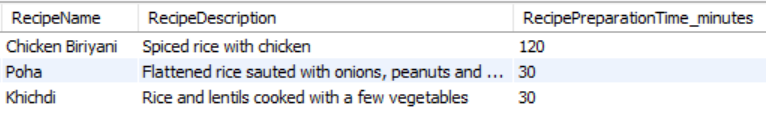 RecipeName RecipeDescription RecipePreparationTime_minutes
Chicken Biriyani Spiced rice with chicken 120
Poha Flattened rice sauted with onions, peanuts and ... 30
Khichdi Rice and lentils cooked with a few vegetables 30